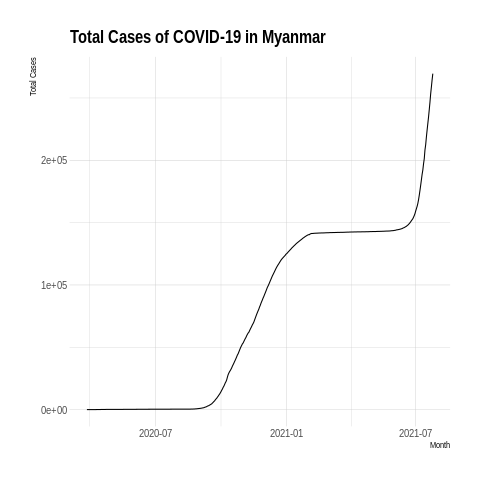 Total Cases of COVID-19 in Myanmar
Total Cases
2e+05
1e+05
0e+00
2020-07
2021-01
2021-07
Month